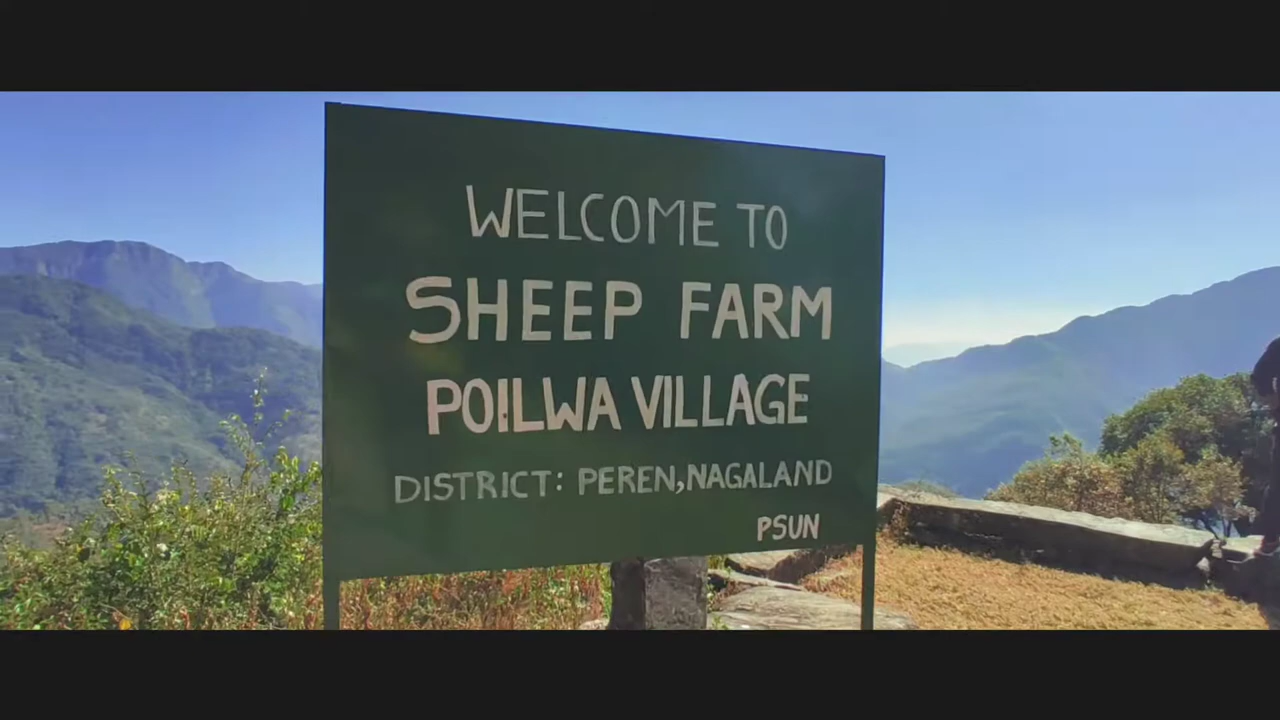 WELCOME TO
SHEEP FARM
POILWA VILLAGE
DISTRICT: PEREN, NAGALAND
PSUN